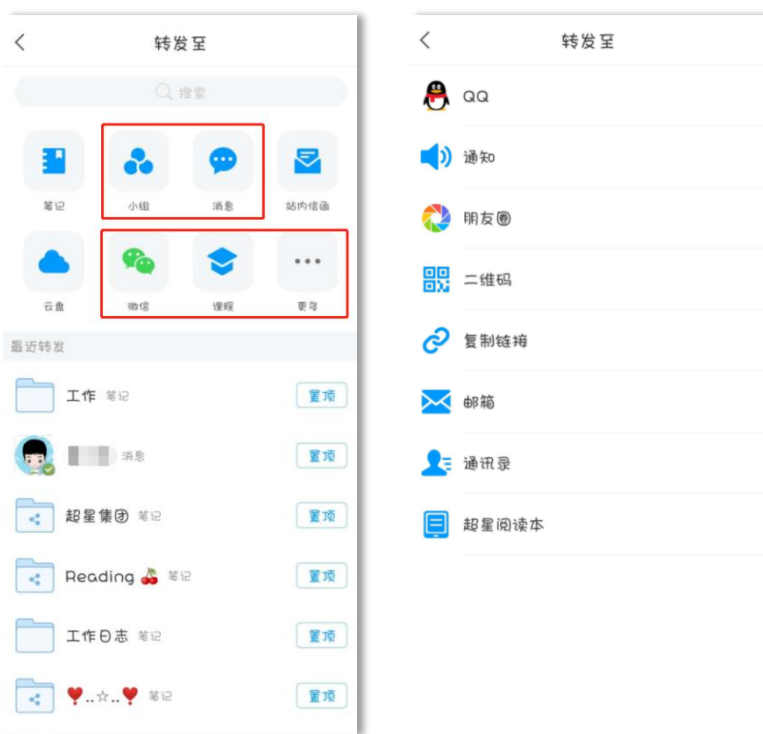 转发至
搜索
笔记 小组 消息 站内信函
云盘 微信 课程 更多
最近转发
工作 笔记 置顶
消息 置顶
超星集团 笔记 置顶
Reading 🍒 笔记 置顶
工作日志 笔记 置顶
❣..☆..❣ 笔记 置顶
转发至
QQ
通知
朋友圈
二维码
复制链接
邮箱
通讯录
超星阅读本